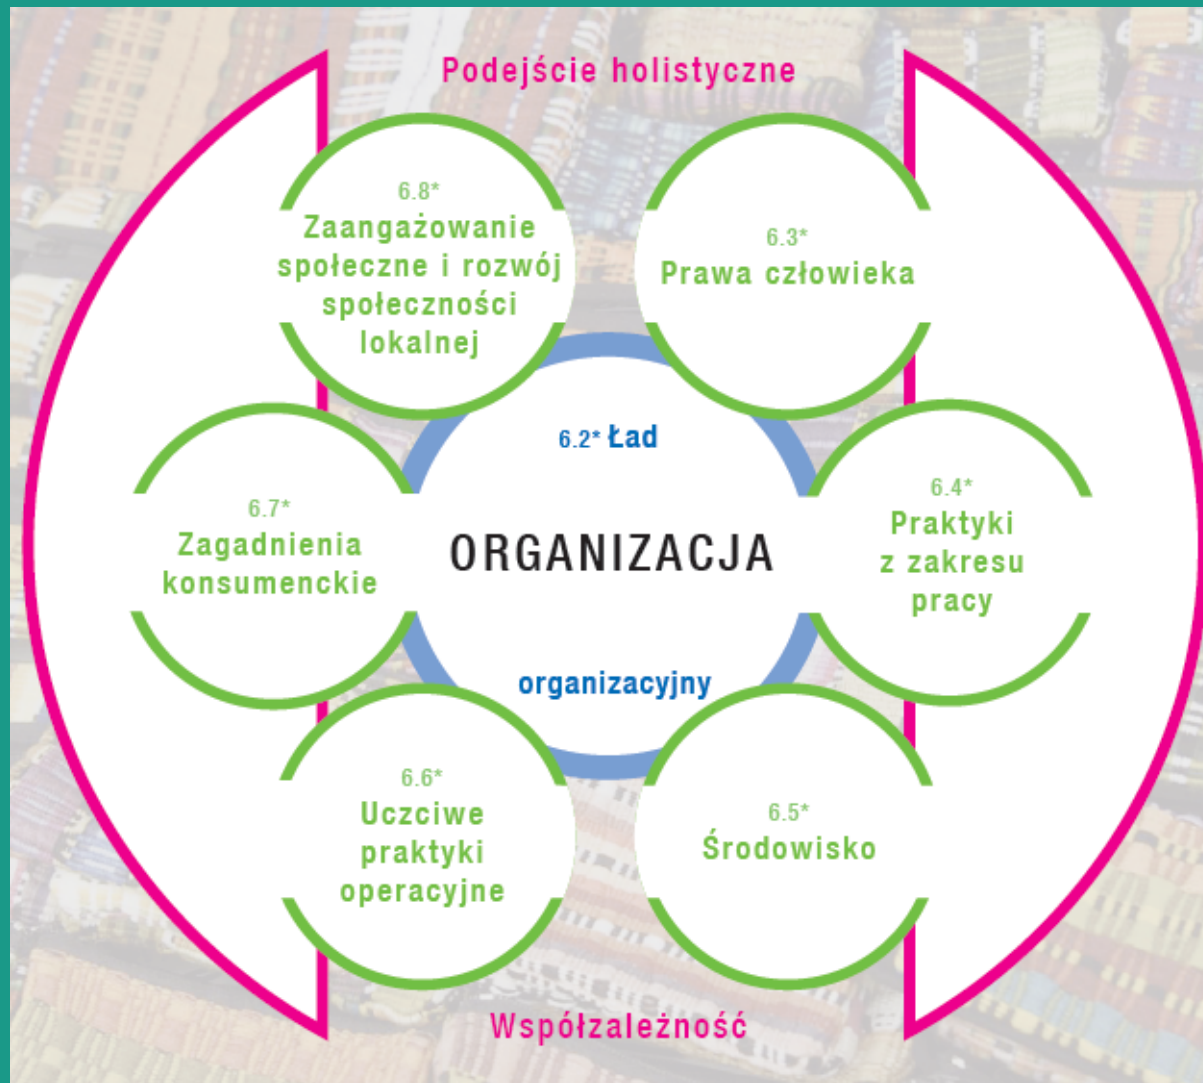 Podejście holistyczne
6.8*
Zaangażowanie
społeczne i rozwój
społeczności
lokalnej
6.3*
Prawa człowieka
6.2* Ład
ORGANIZACJA
organizacyjny
6.7*
Zagadnienia
konsumenckie
6.4*
Praktyki
z zakresu
pracy
6.6*
Uczciwe
praktyki
operacyjne
6.5*
Środowisko
Współzależność